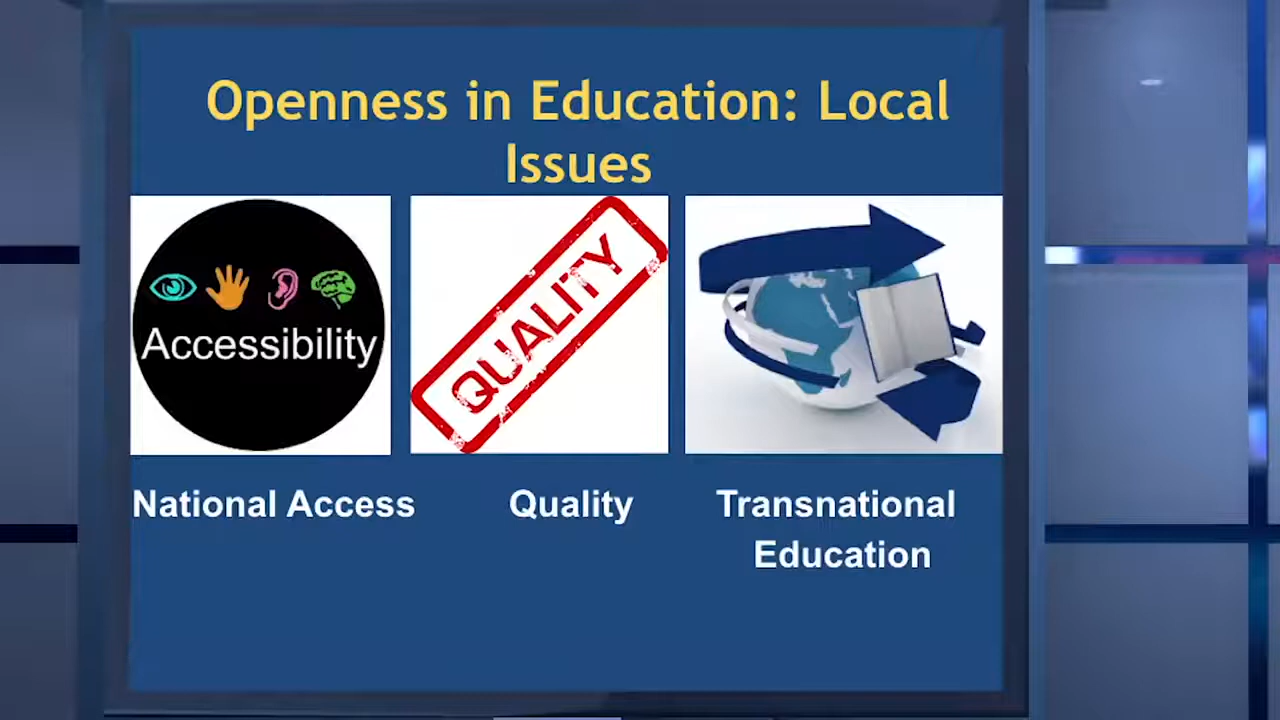 Openness in Education: Local
Issues
Accessibility
QUALITY
National Access
Quality
Transnational
Education